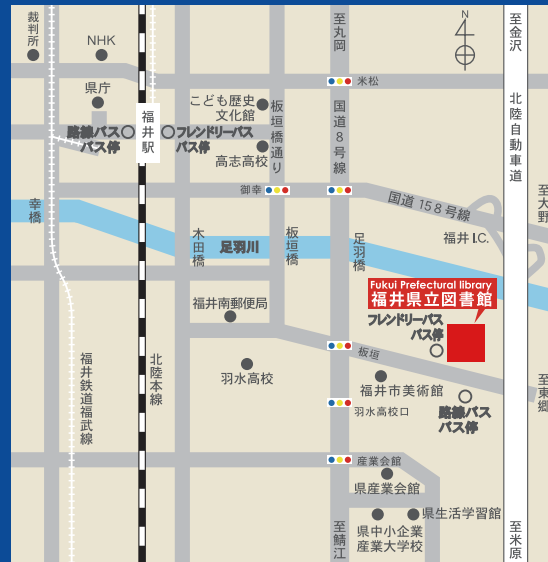 裁判所
NHK
至丸岡
N
至金沢
県庁
こども歴史
文化館
板垣橋通り
米松
国道8号線
北陸自動車道
福井駅
路線バス
バス停
フレンドリーバス
バス停
高志高校
御幸
国道158号線
至大野
幸橋
木田橋
足羽川
板垣橋
足羽橋
福井I.C.
Fukui Prefectural library
福井県立図書館
フレンドリーバス
バス停
福井南郵便局
板垣
羽水高校
福井市美術館
至東郷
福井鉄道福武線
北陸本線
羽水高校口
路線バス
バス停
産業会館
県産業会館
県生活学習館
県中小企業
産業大学校
至鯖江
至米原